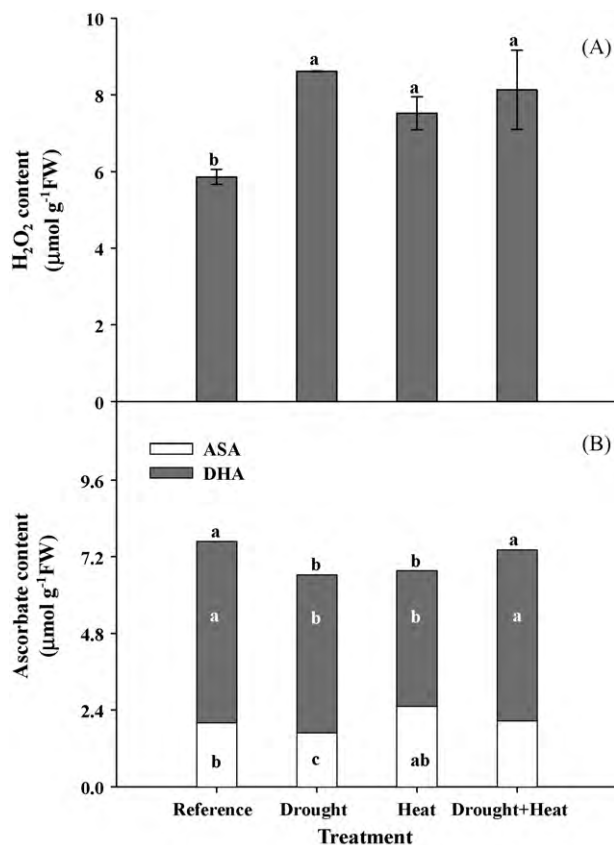 10
8
6
4
2
0
H₂O₂ content
(μmol g⁻¹FW)
(A)
b
a
a
a
(B)
ASA
DHA
9.6
7.2
4.8
2.4
0.0
Ascorbate content
(μmol g⁻¹FW)
a
b
b
a
a
b
b
a
b
c
ab
Reference
Drought
Heat
Drought+Heat
Treatment